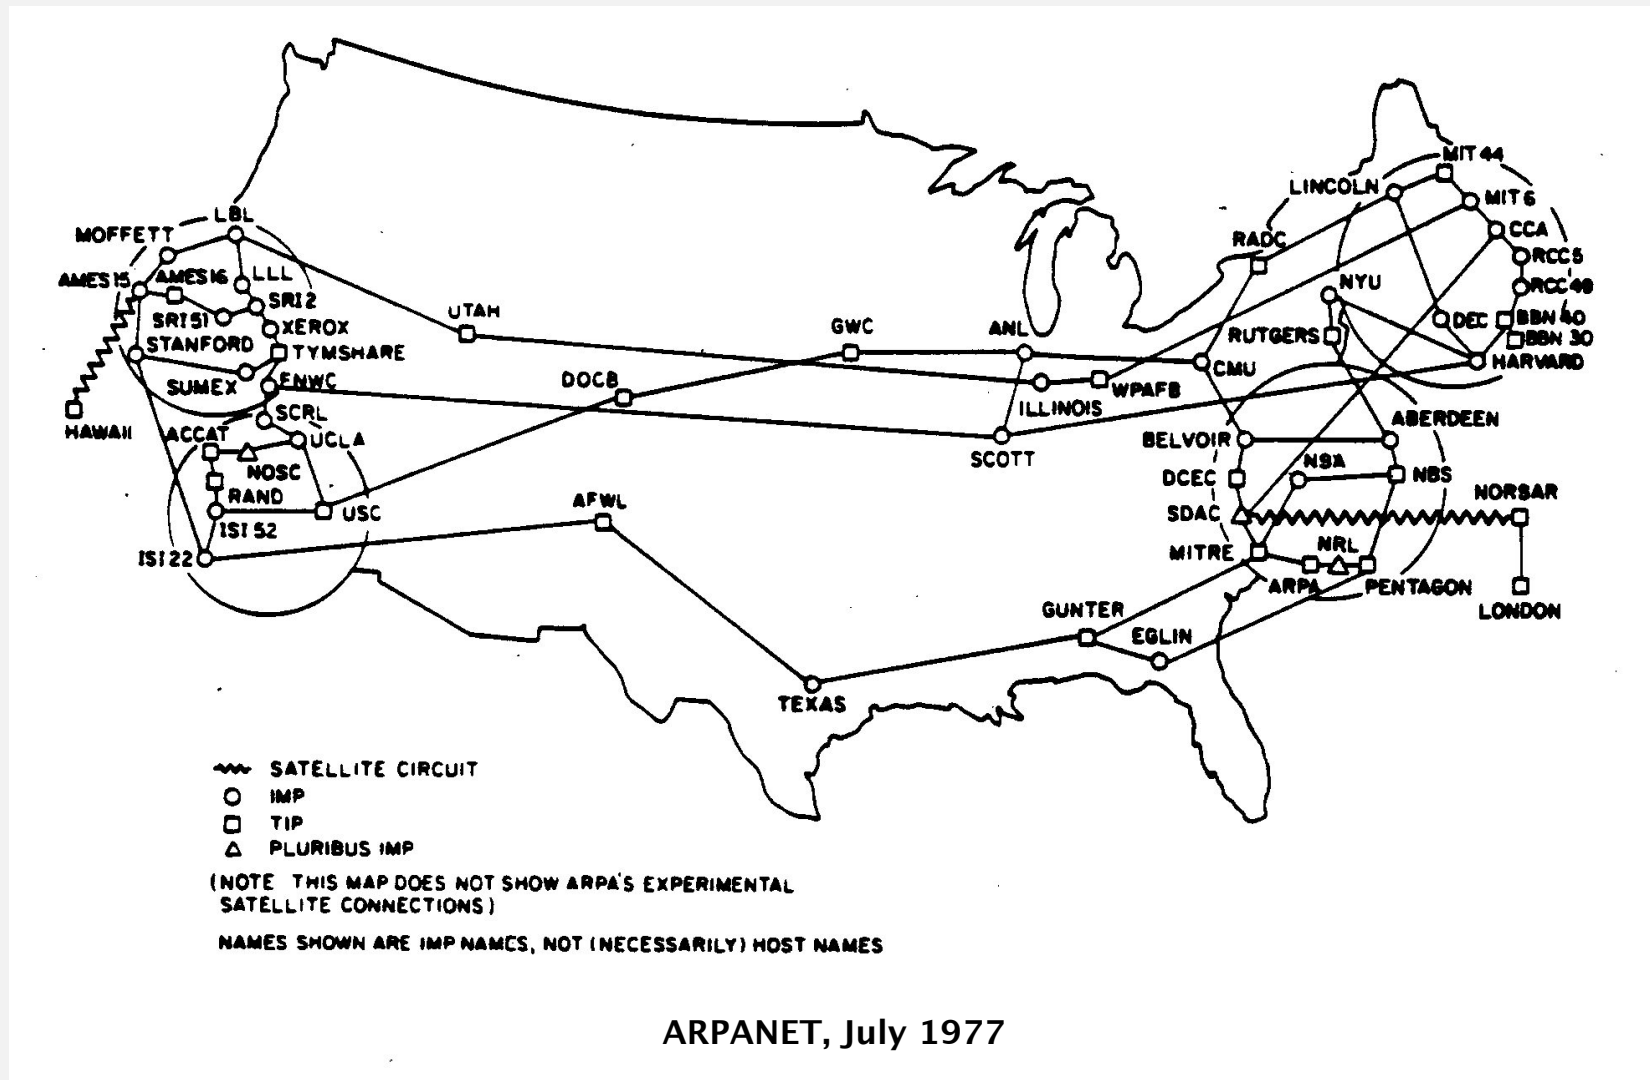 MIT 44
LINCOLN
MIT 6
LBL
CCA
MOFFETT
RADC
RCC 5
AMES 15
AMES 16
LLL
NYU
RCC 49
SRI 2
UTAH
SRI 51
XEROX
GWC
ANL
DEC
BBN 40
RUTGERS
BBN 30
STANFORD
TYMSHARE
HARVARD
CMU
SUMEX
FNWC
DOCB
WPAFB
ILLINOIS
SCRL
ABERDEEN
HAWAII
ACCAT
UCLA
BELVOIR
SCOTT
NSA
NOSC
DCEC
NBS
RAND
NORSAR
AFWL
USC
SDAC
ISI 52
NRL
ISI 22
MITRE
ARPA
PENTAGON
GUNTER
LONDON
EGLIN
TEXAS
SATELLITE CIRCUIT
IMP
TIP
PLURIBUS IMP
(NOTE THIS MAP DOES NOT SHOW ARPA'S EXPERIMENTAL
SATELLITE CONNECTIONS)
NAMES SHOWN ARE IMP NAMES, NOT (NECESSARILY) HOST NAMES
ARPANET, July 1977